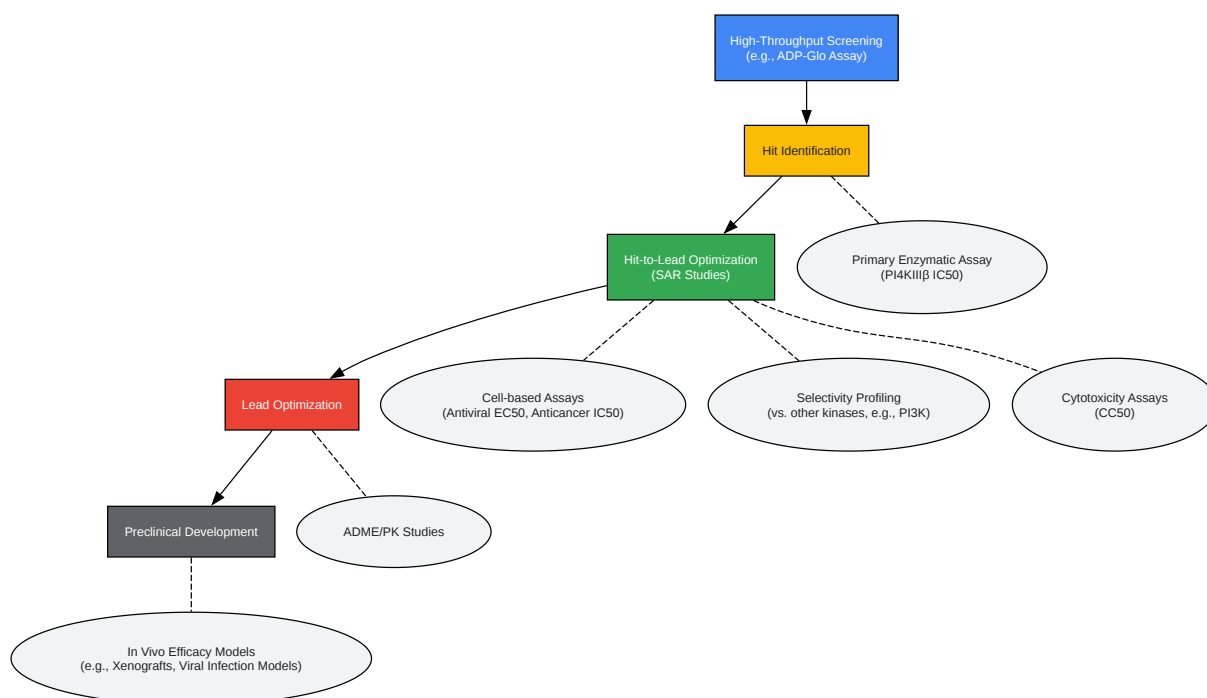 High-Throughput Screening
(e.g., ADP-Glo Assay)
Hit Identification
Hit-to-Lead Optimization
(SAR Studies)
Primary Enzymatic Assay
(PI4KIIIβ IC50)
Lead Optimization
Cell-based Assays
(Antiviral EC50, Anticancer IC50)
Selectivity Profiling
(vs. other kinases, e.g., PI3K)
Cytotoxicity Assays
(CC50)
Preclinical Development
ADME/PK Studies
In Vivo Efficacy Models
(e.g., Xenografts, Viral Infection Models)